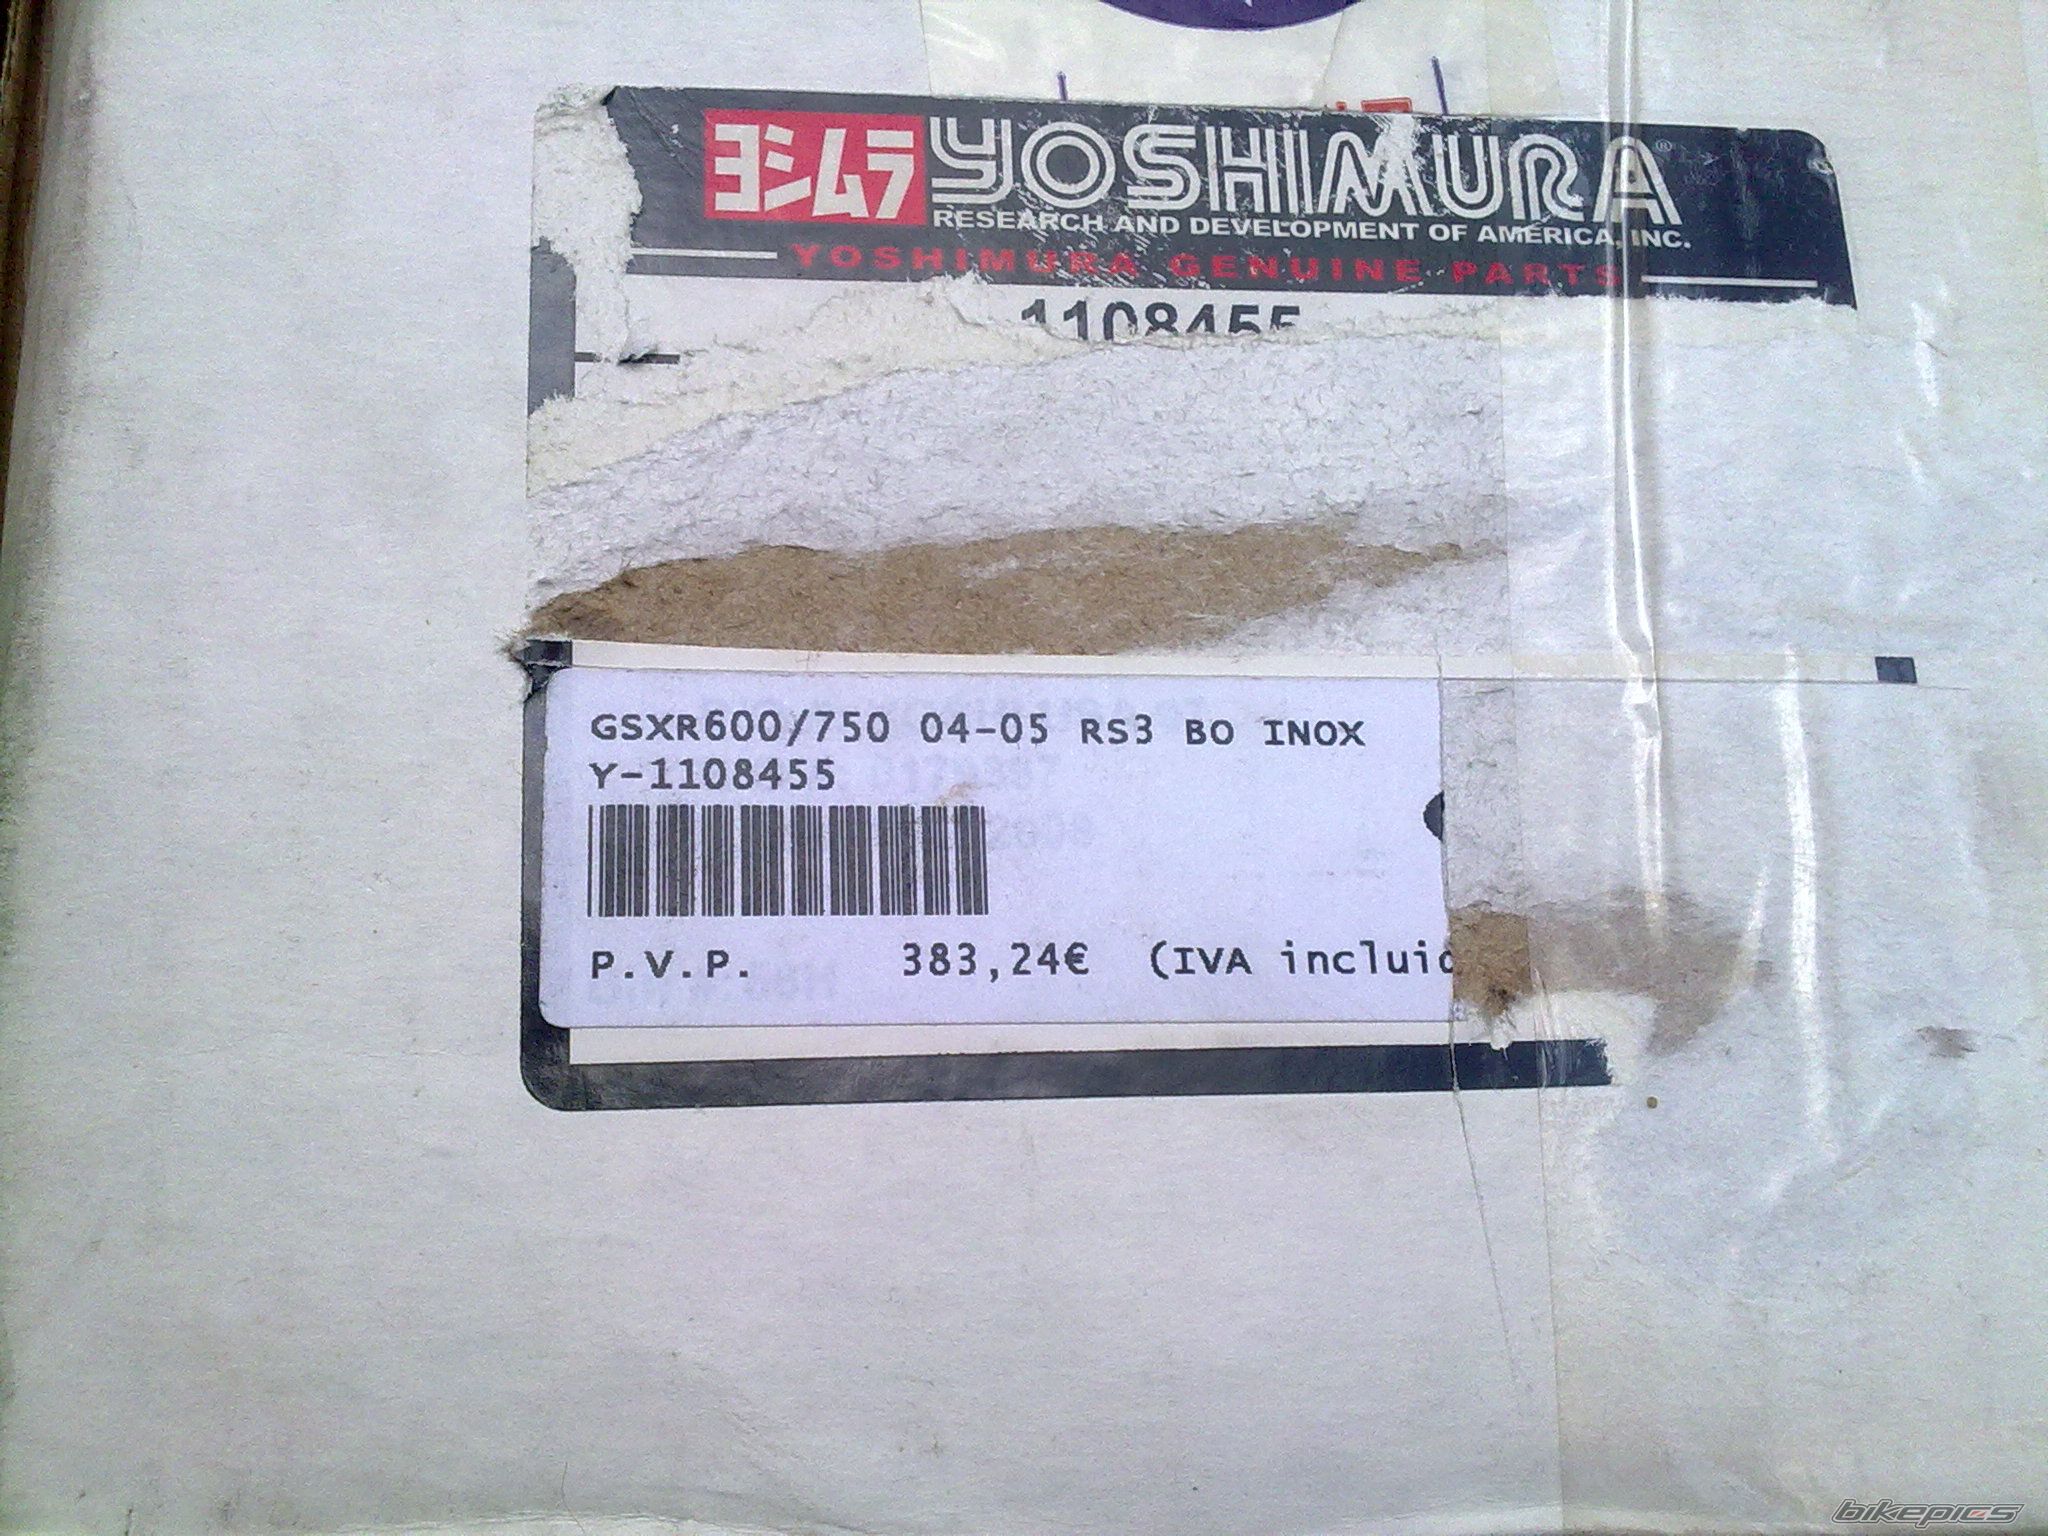 ヨシムラ YOSHIMURA®
RESEARCH AND DEVELOPMENT OF AMERICA, INC.
YOSHIMURA GENUINE PARTS
1108455
GSXR600/750 04-05 RS3 BO INOX
Y-1108455
P.V.P. 383,24€ (IVA incluid
bikepics